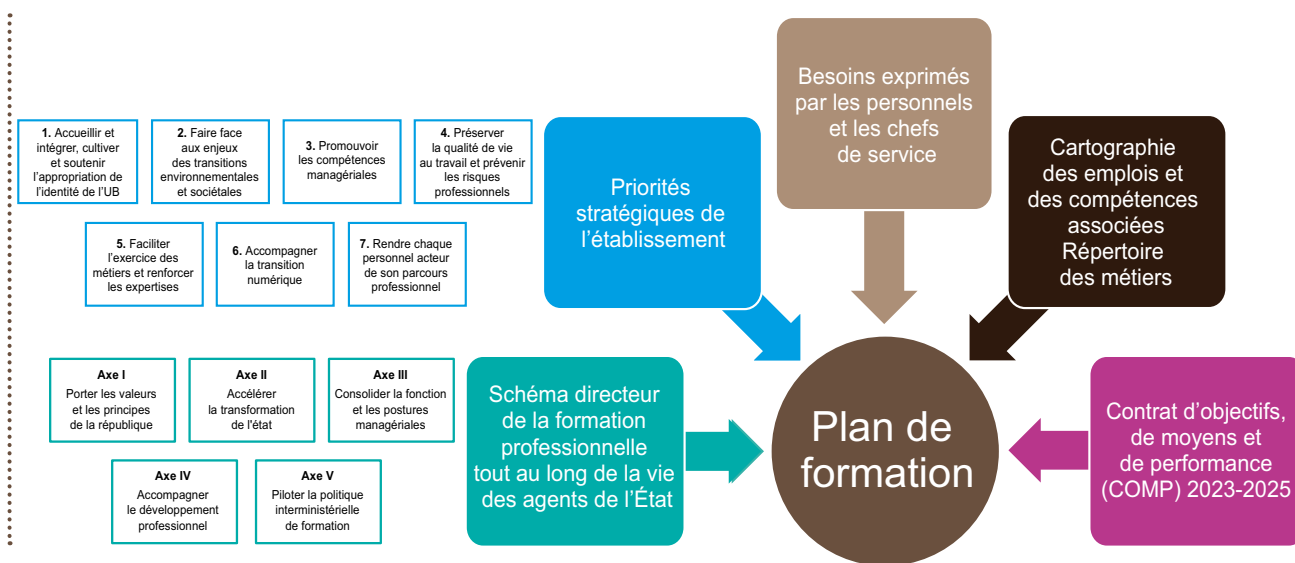 1. Accueillir et
intégrer, cultiver
et soutenir
l'appropriation de
l'identité de l'UB
2. Faire face
aux enjeux
des transitions
environnementales
et sociétales
3. Promouvoir
les compétences
managériales
4. Préserver
la qualité de vie
au travail et prévenir
les risques
professionnels
5. Faciliter
l'exercice des
métiers et renforcer
les expertises
6. Accompagner
la transition
numérique
7. Rendre chaque
personnel acteur
de son parcours
professionnel
Priorités
stratégiques de
l'établissement
Besoins exprimés
par les personnels
et les chefs
de service
Cartographie
des emplois et
des compétences
associées
Répertoire
des métiers
Axe I
Porter les valeurs
et les principes
de la république
Axe II
Accélérer
la transformation
de l'état
Axe III
Consolider la fonction
et les postures
managériales
Axe IV
Accompagner
le développement
professionnel
Axe V
Piloter la politique
interministérielle
de formation
Schéma directeur
de la formation
professionnelle
tout au long de la vie
des agents de l'État
Plan de
formation
Contrat d'objectifs,
de moyens et
de performance
(COMP) 2023-2025